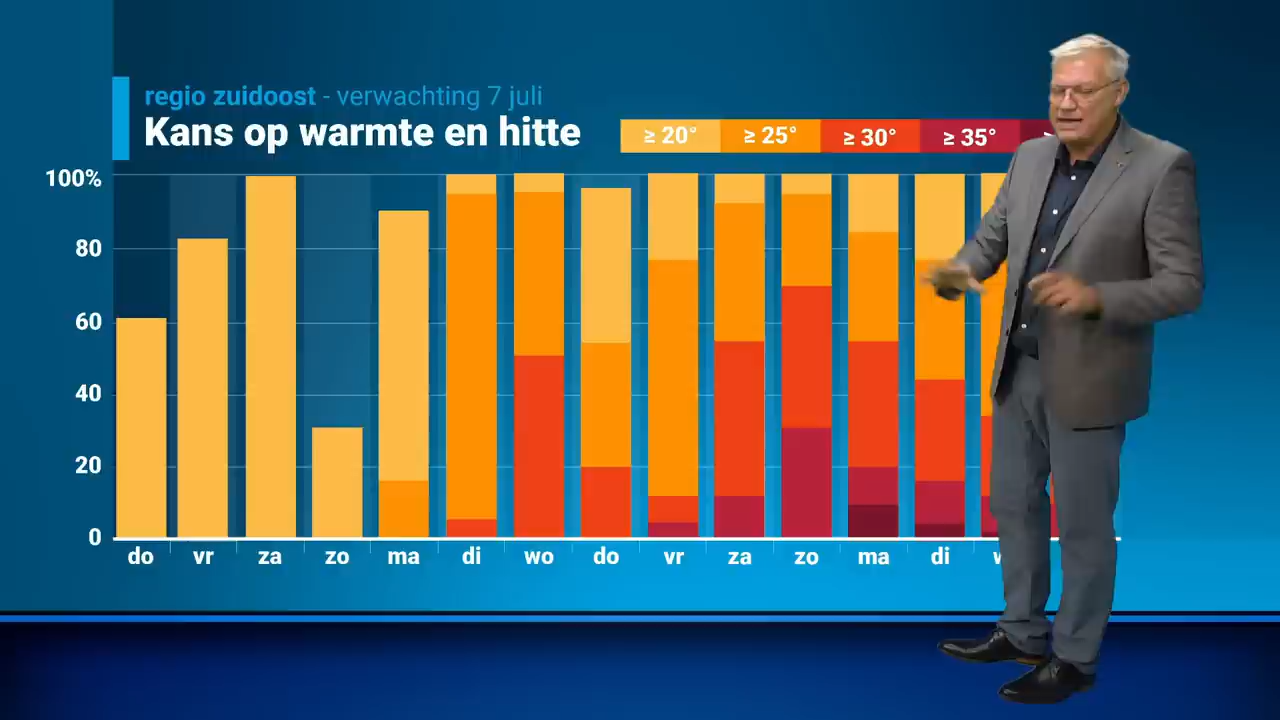 regio zuidoost - verwachting 7 juli
Kans op warmte en hitte
≥ 20° ≥ 25° ≥ 30° ≥ 35°
100%
80
60
40
20
0
do vr za zo ma di wo do vr za zo ma di